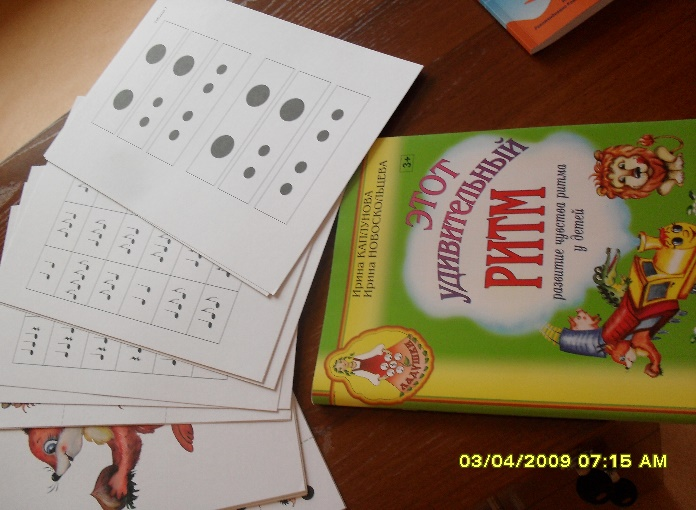 Ирина КАПЛУНОВА
Ирина НОВОСКОЛЬЦЕВА
3+
ЭТОТ
УДИВИТЕЛЬНЫЙ
РИТМ
развитие чувства ритма
у детей
ЛАДУШКИ
03/04/2009 07:15 AM